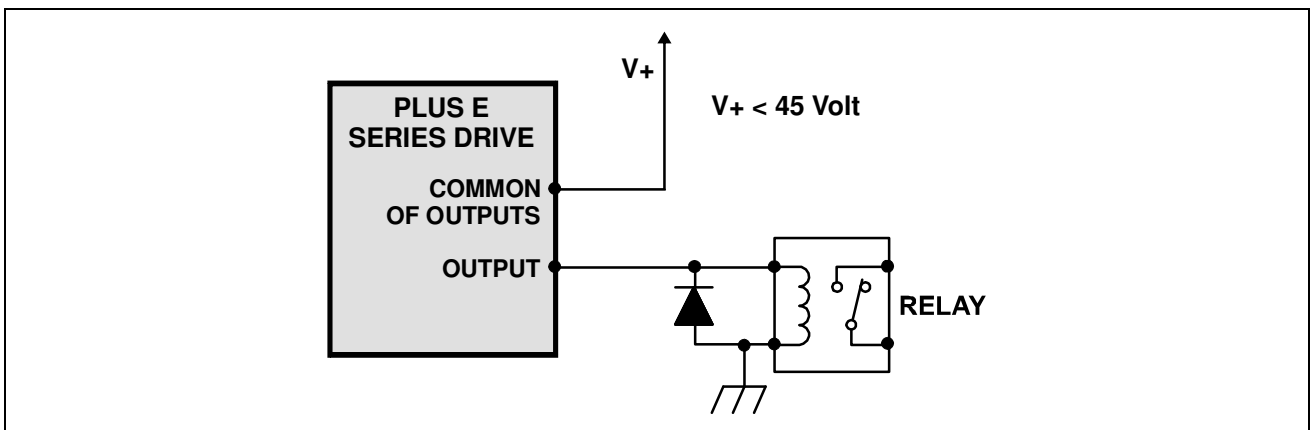 V+
V+ < 45 Volt
PLUS E
SERIES DRIVE
COMMON
OF OUTPUTS
OUTPUT
RELAY